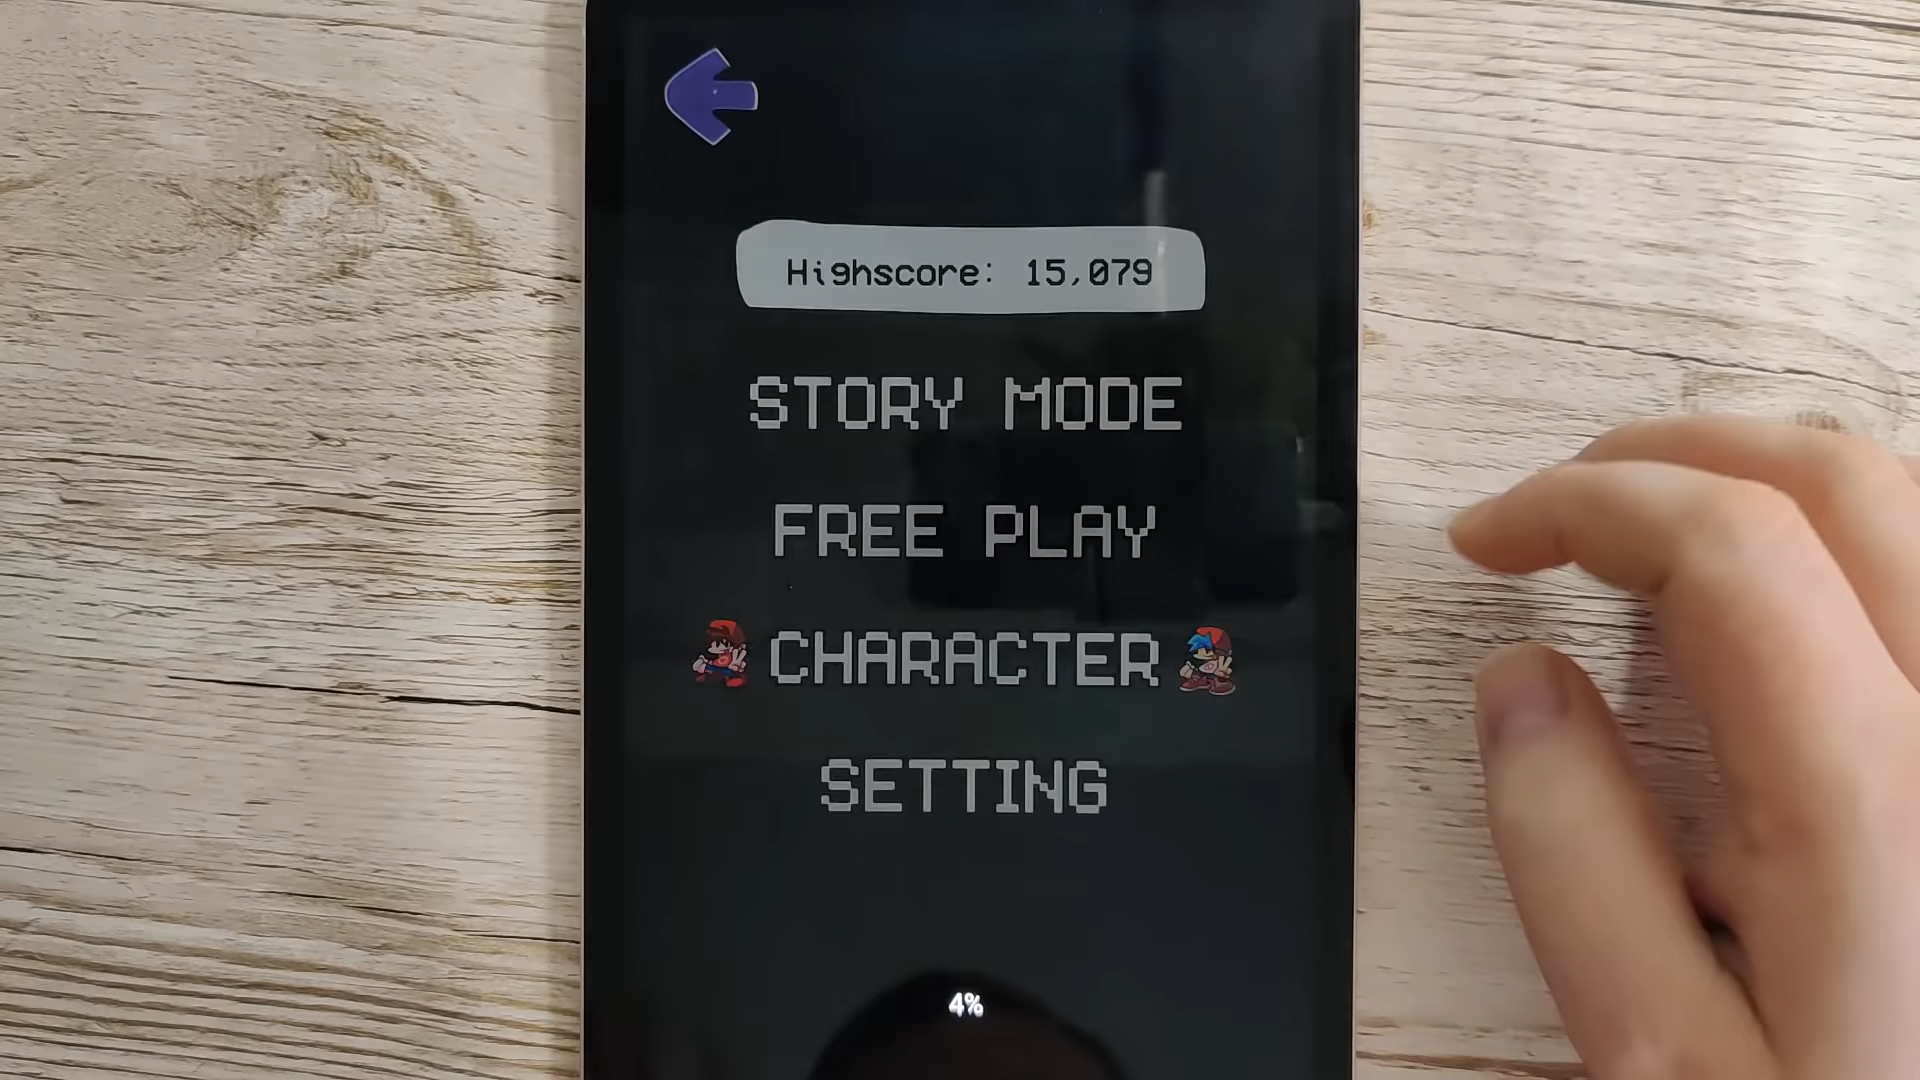 Highscore: 15,079
STORY MODE
FREE PLAY
CHARACTER
SETTING
4%